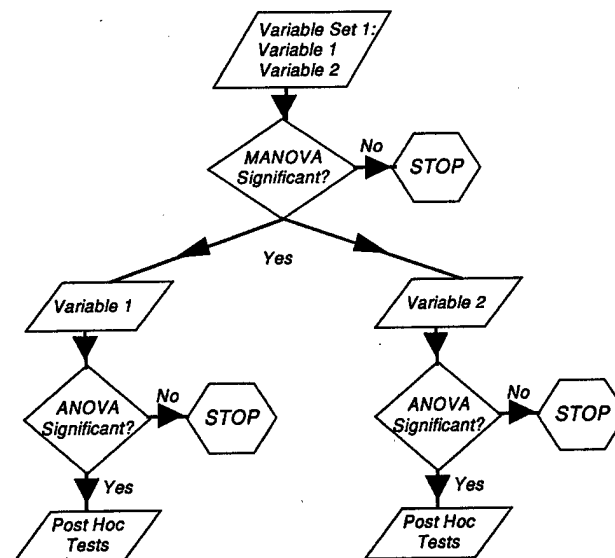 Variable Set 1:
Variable 1
Variable 2
MANOVA
Significant?
No
STOP
Yes
Variable 1
Variable 2
ANOVA
Significant?
No
STOP
ANOVA
Significant?
No
STOP
Yes
Yes
Post Hoc
Tests
Post Hoc
Tests